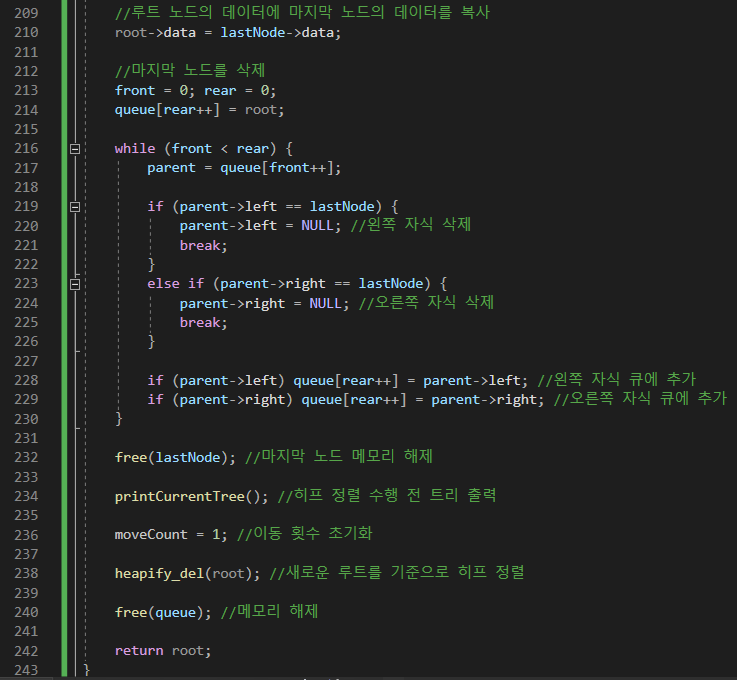 209 //루트 노드의 데이터에 마지막 노드의 데이터를 복사
210 root->data = lastNode->data;
211
212 //마지막 노드를 삭제
213 front = 0; rear = 0;
214 queue[rear++] = root;
215
216 while (front < rear) {
217 parent = queue[front++];
218
219 if (parent->left == lastNode) {
220 parent->left = NULL; //왼쪽 자식 삭제
221 break;
222 }
223 else if (parent->right == lastNode) {
224 parent->right = NULL; //오른쪽 자식 삭제
225 break;
226 }
227
228 if (parent->left) queue[rear++] = parent->left; //왼쪽 자식 큐에 추가
229 if (parent->right) queue[rear++] = parent->right; //오른쪽 자식 큐에 추가
230 }
231
232 free(lastNode); //마지막 노드 메모리 해제
233
234 printCurrentTree(); //히프 정렬 수행 전 트리 출력
235
236 moveCount = 1; //이동 횟수 초기화
237
238 heapify_del(root); //새로운 루트를 기준으로 히프 정렬
239
240 free(queue); //메모리 해제
241
242 return root;
243 }